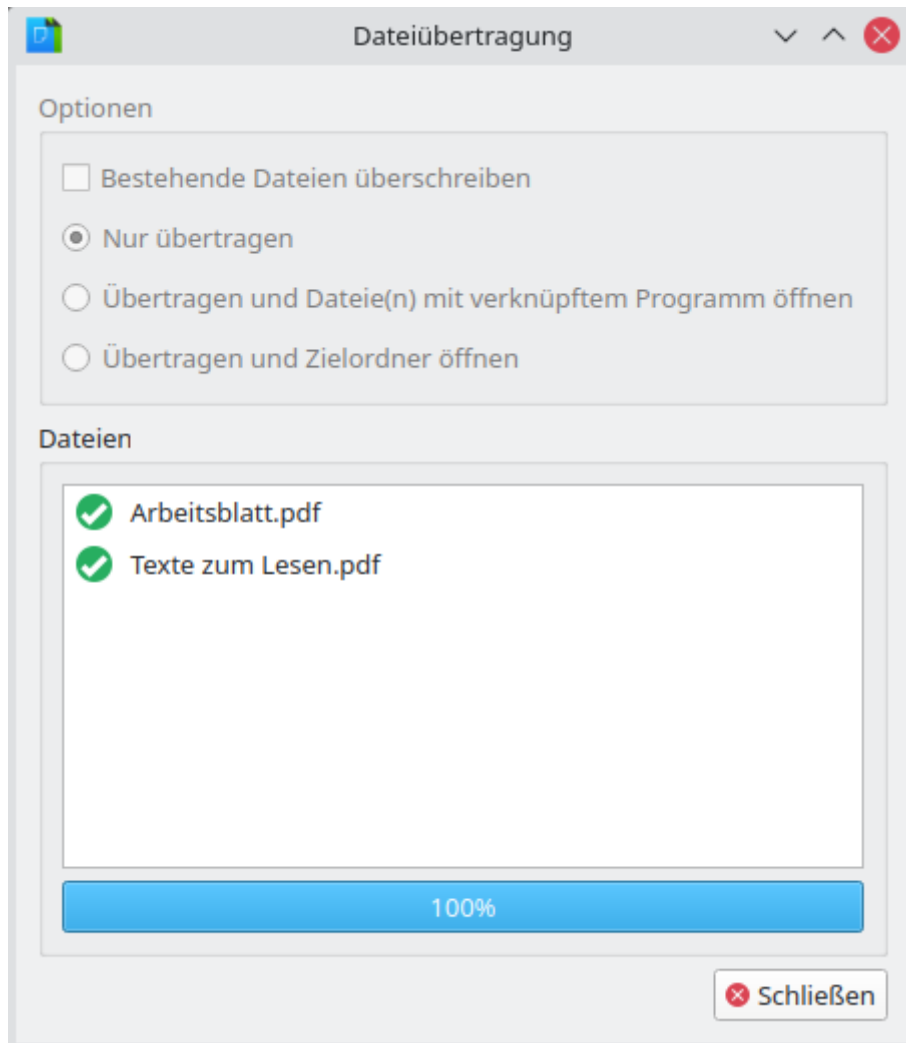 Dateiübertragung
Optionen
Bestehende Dateien überschreiben
Nur übertragen
Übertragen und Dateie(n) mit verknüpftem Programm öffnen
Übertragen und Zielordner öffnen
Dateien
Arbeitsblatt.pdf
Texte zum Lesen.pdf
100%
Schließen